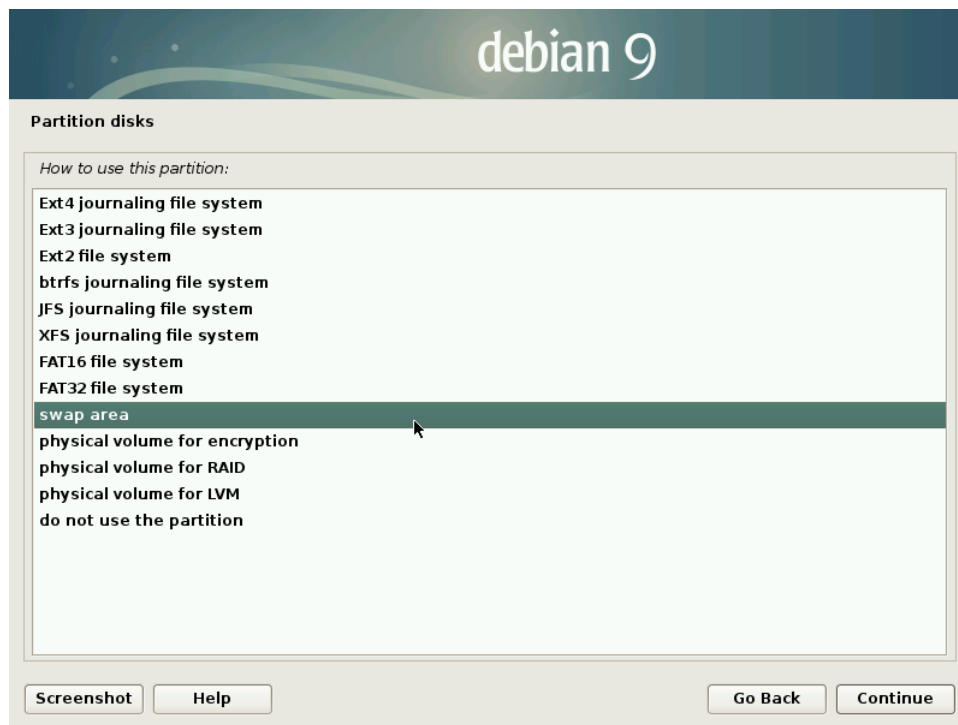 debian 9
Partition disks
How to use this partition:
Ext4 journaling file system
Ext3 journaling file system
Ext2 file system
btrfs journaling file system
JFS journaling file system
XFS journaling file system
FAT16 file system
FAT32 file system
swap area
physical volume for encryption
physical volume for RAID
physical volume for LVM
do not use the partition
Screenshot Help Go Back Continue